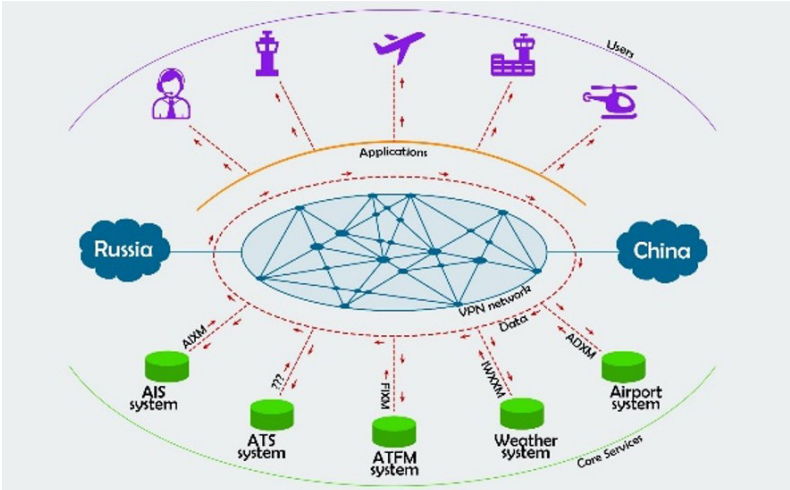 Users
Applications
Russia
China
VPN network
Data
AIXM
???
FIXM
IWXXM
ADXM
AIS
system
ATS
system
ATFM
system
Weather
system
Airport
system
Core Services